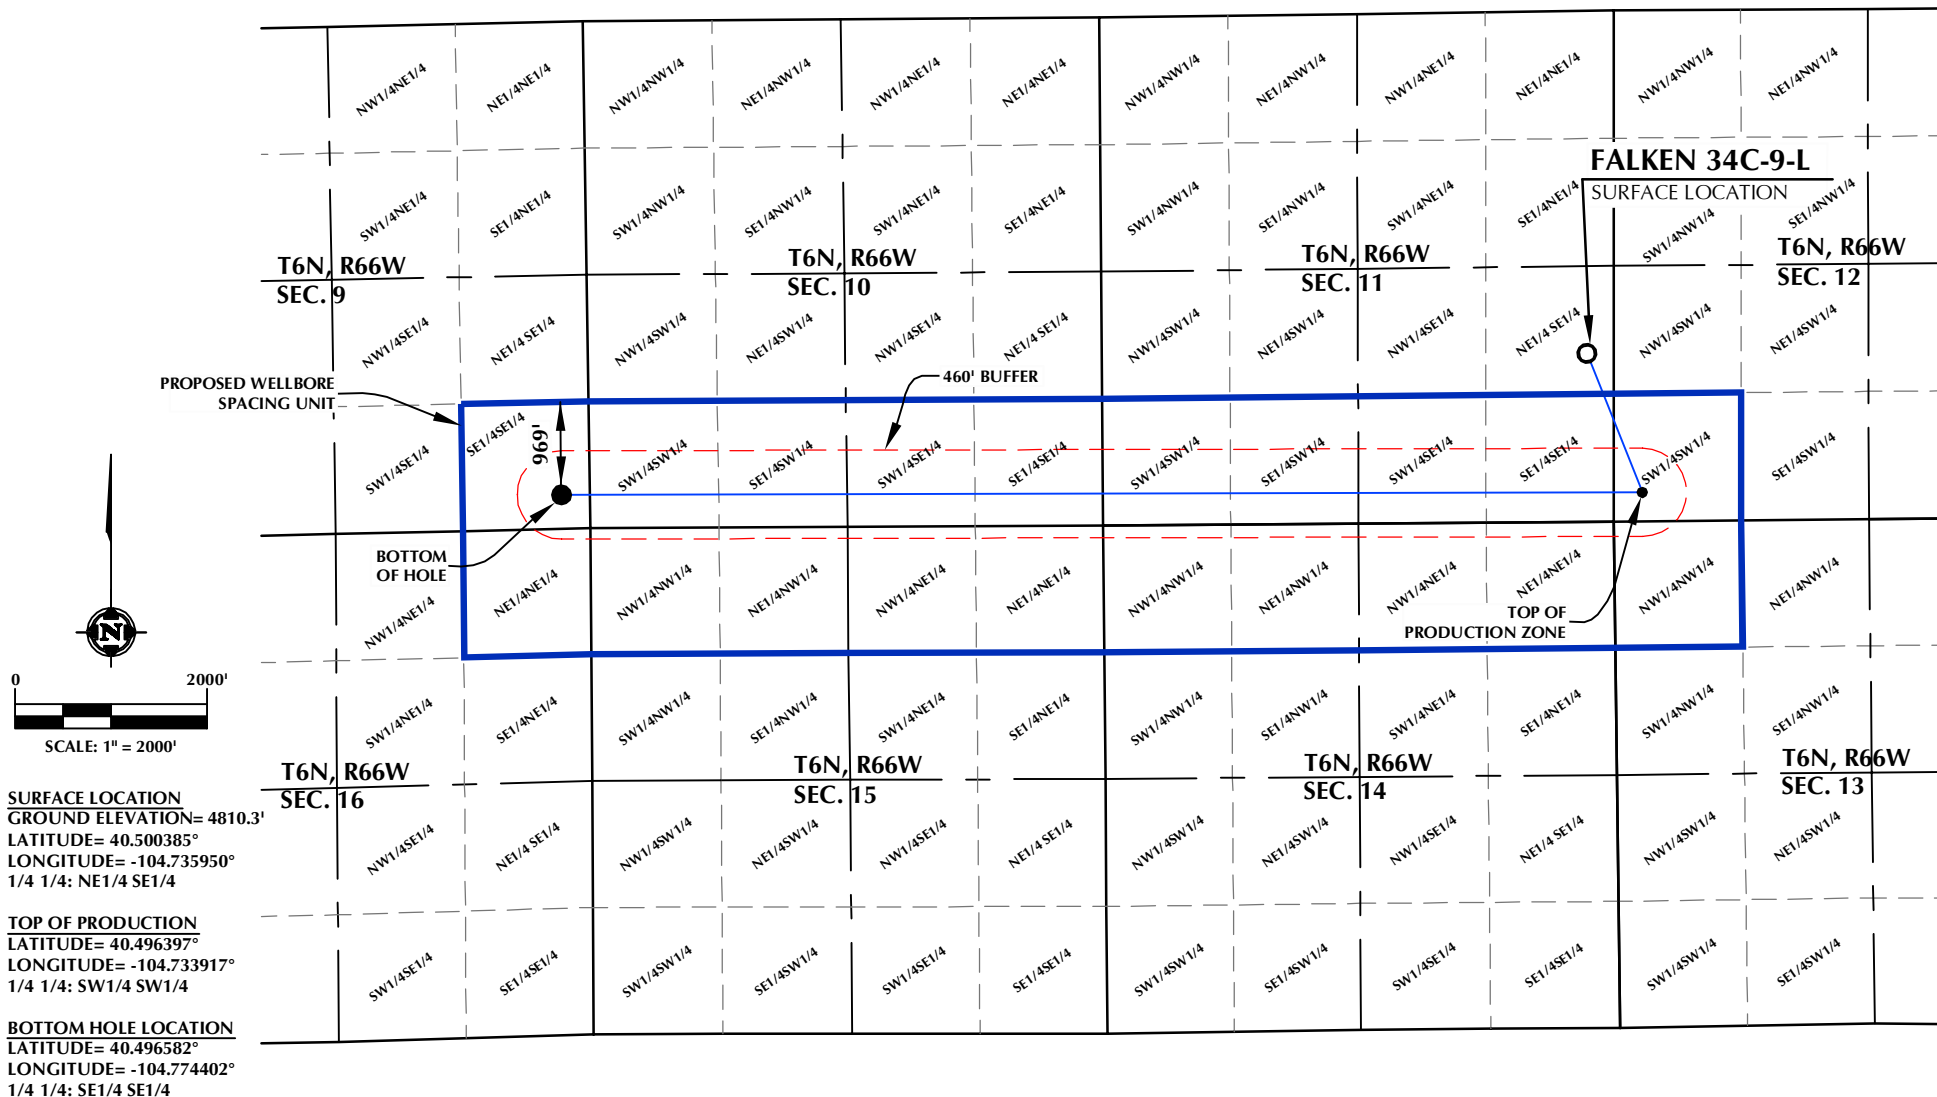 NW1/4NE1/4 NE1/4NE1/4 NW1/4NW1/4 NE1/4NW1/4 NW1/4NE1/4 NE1/4NE1/4 NW1/4NW1/4 NE1/4NW1/4 NW1/4NE1/4 NE1/4NE1/4 NW1/4NW1/4 NE1/4NW1/4
FALKEN 34C-9-L
SURFACE LOCATION
SW1/4NE1/4 SE1/4NE1/4 SW1/4NW1/4 SE1/4NW1/4 SW1/4NE1/4 SE1/4NE1/4 SW1/4NW1/4 SE1/4NW1/4 SW1/4NE1/4 SE1/4NE1/4 SW1/4NW1/4 SE1/4NW1/4
T6N, R66W T6N, R66W T6N, R66W T6N, R66W
SEC. 9 SEC. 10 SEC. 11 SEC. 12
NW1/4SE1/4 NE1/4 SE1/4 NW1/4SW1/4 NE1/4SW1/4 NW1/4SE1/4 NE1/4 SE1/4 NW1/4SW1/4 NE1/4SW1/4 NW1/4SE1/4 NE1/4 SE1/4 NW1/4SW1/4 NE1/4SW1/4
PROPOSED WELLBORE
SPACING UNIT
460' BUFFER
969'
SW1/4SE1/4 SE1/4SE1/4 SW1/4SW1/4 SE1/4SW1/4 SW1/4SE1/4 SE1/4SE1/4 SW1/4SW1/4 SE1/4SW1/4 SW1/4SE1/4 SE1/4SE1/4 SW1/4SW1/4 SE1/4SW1/4
BOTTOM
OF HOLE
NW1/4NE1/4 NE1/4NE1/4 NW1/4NW1/4 NE1/4NW1/4 NW1/4NE1/4 NE1/4NE1/4 NW1/4NW1/4 NE1/4NW1/4 NW1/4NE1/4 NE1/4NE1/4 NW1/4NW1/4 NE1/4NW1/4
TOP OF
PRODUCTION ZONE
N
0 2000'
SCALE: 1" = 2000'
SW1/4NE1/4 SE1/4NE1/4 SW1/4NW1/4 SE1/4NW1/4 SW1/4NE1/4 SE1/4NE1/4 SW1/4NW1/4 SE1/4NW1/4 SW1/4NE1/4 SE1/4NE1/4 SW1/4NW1/4 SE1/4NW1/4
T6N, R66W T6N, R66W T6N, R66W T6N, R66W
SEC. 16 SEC. 15 SEC. 14 SEC. 13
NW1/4SE1/4 NE1/4 SE1/4 NW1/4SW1/4 NE1/4SW1/4 NW1/4SE1/4 NE1/4 SE1/4 NW1/4SW1/4 NE1/4SW1/4 NW1/4SE1/4 NE1/4 SE1/4 NW1/4SW1/4 NE1/4SW1/4
SW1/4SE1/4 SE1/4SE1/4 SW1/4SW1/4 SE1/4SW1/4 SW1/4SE1/4 SE1/4SE1/4 SW1/4SW1/4 SE1/4SW1/4 SW1/4SE1/4 SE1/4SE1/4 SW1/4SW1/4 SE1/4SW1/4
SURFACE LOCATION
GROUND ELEVATION= 4810.3'
LATITUDE= 40.500385°
LONGITUDE= -104.735950°
1/4 1/4: NE1/4 SE1/4
TOP OF PRODUCTION
LATITUDE= 40.496397°
LONGITUDE= -104.733917°
1/4 1/4: SW1/4 SW1/4
BOTTOM HOLE LOCATION
LATITUDE= 40.496582°
LONGITUDE= -104.774402°
1/4 1/4: SE1/4 SE1/4